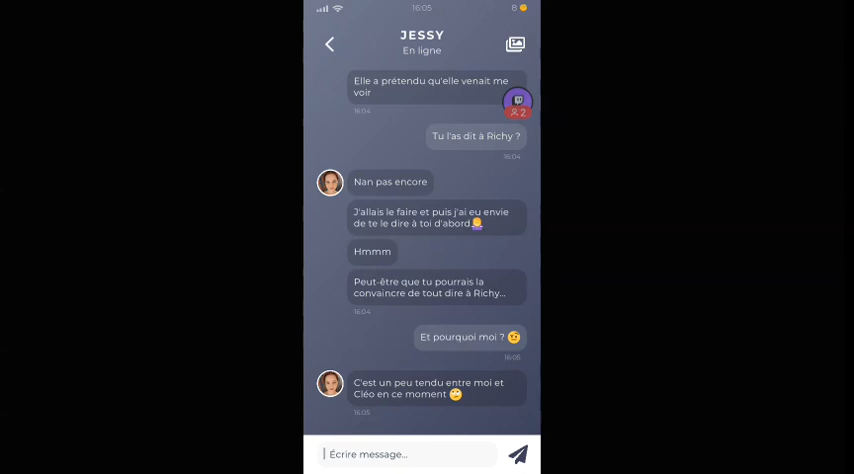 16:05
8
JESSY
En ligne
Elle a prétendu qu'elle venait me
voir
16:04
2
Tu l'as dit à Richy ?
16:04
Nan pas encore
J'allais le faire et puis j'ai eu envie
de te le dire à toi d'abord
Hmmm
Peut-être que tu pourrais la
convaincre de tout dire à Richy...
16:04
Et pourquoi moi ?
16:05
C'est un peu tendu entre moi et
Cléo en ce moment
16:05
Écrire message...